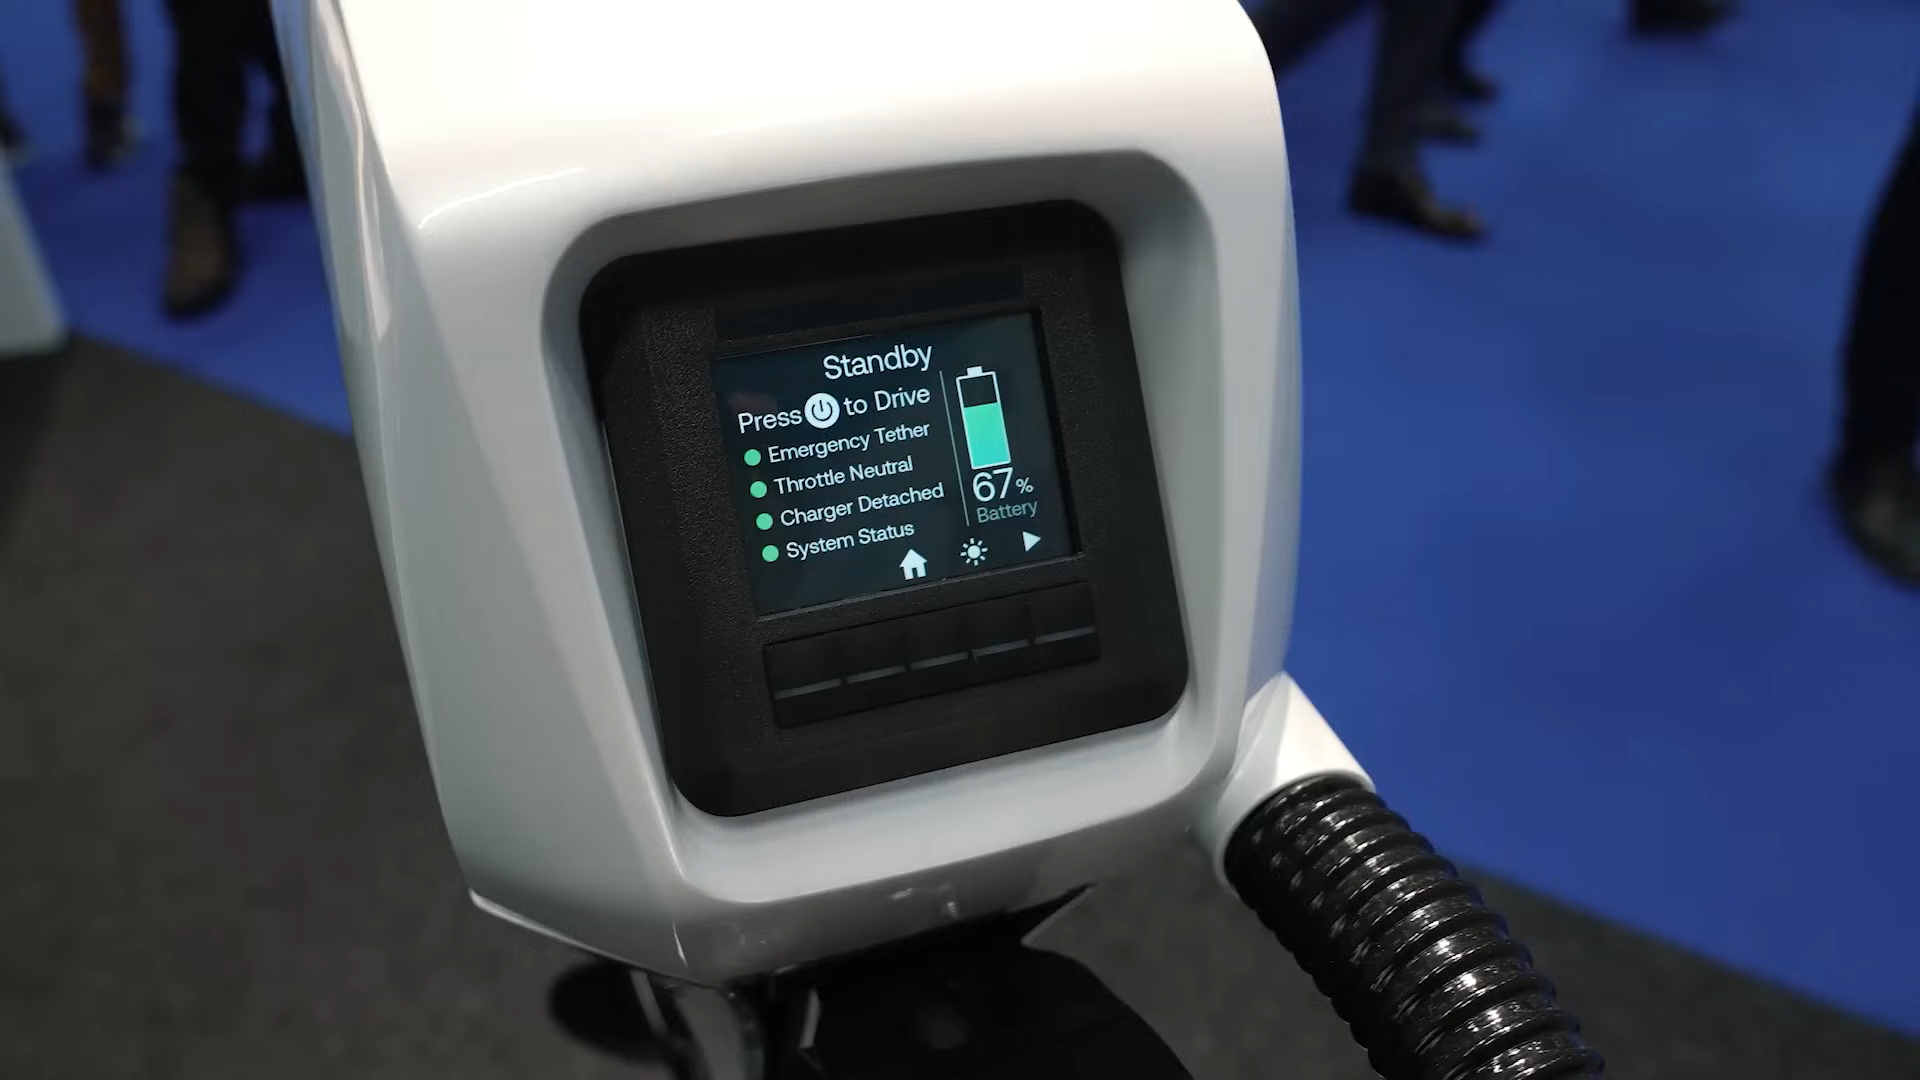 Standby
Press to Drive
Emergency Tether
Throttle Neutral
Charger Detached
System Status
67%
Battery